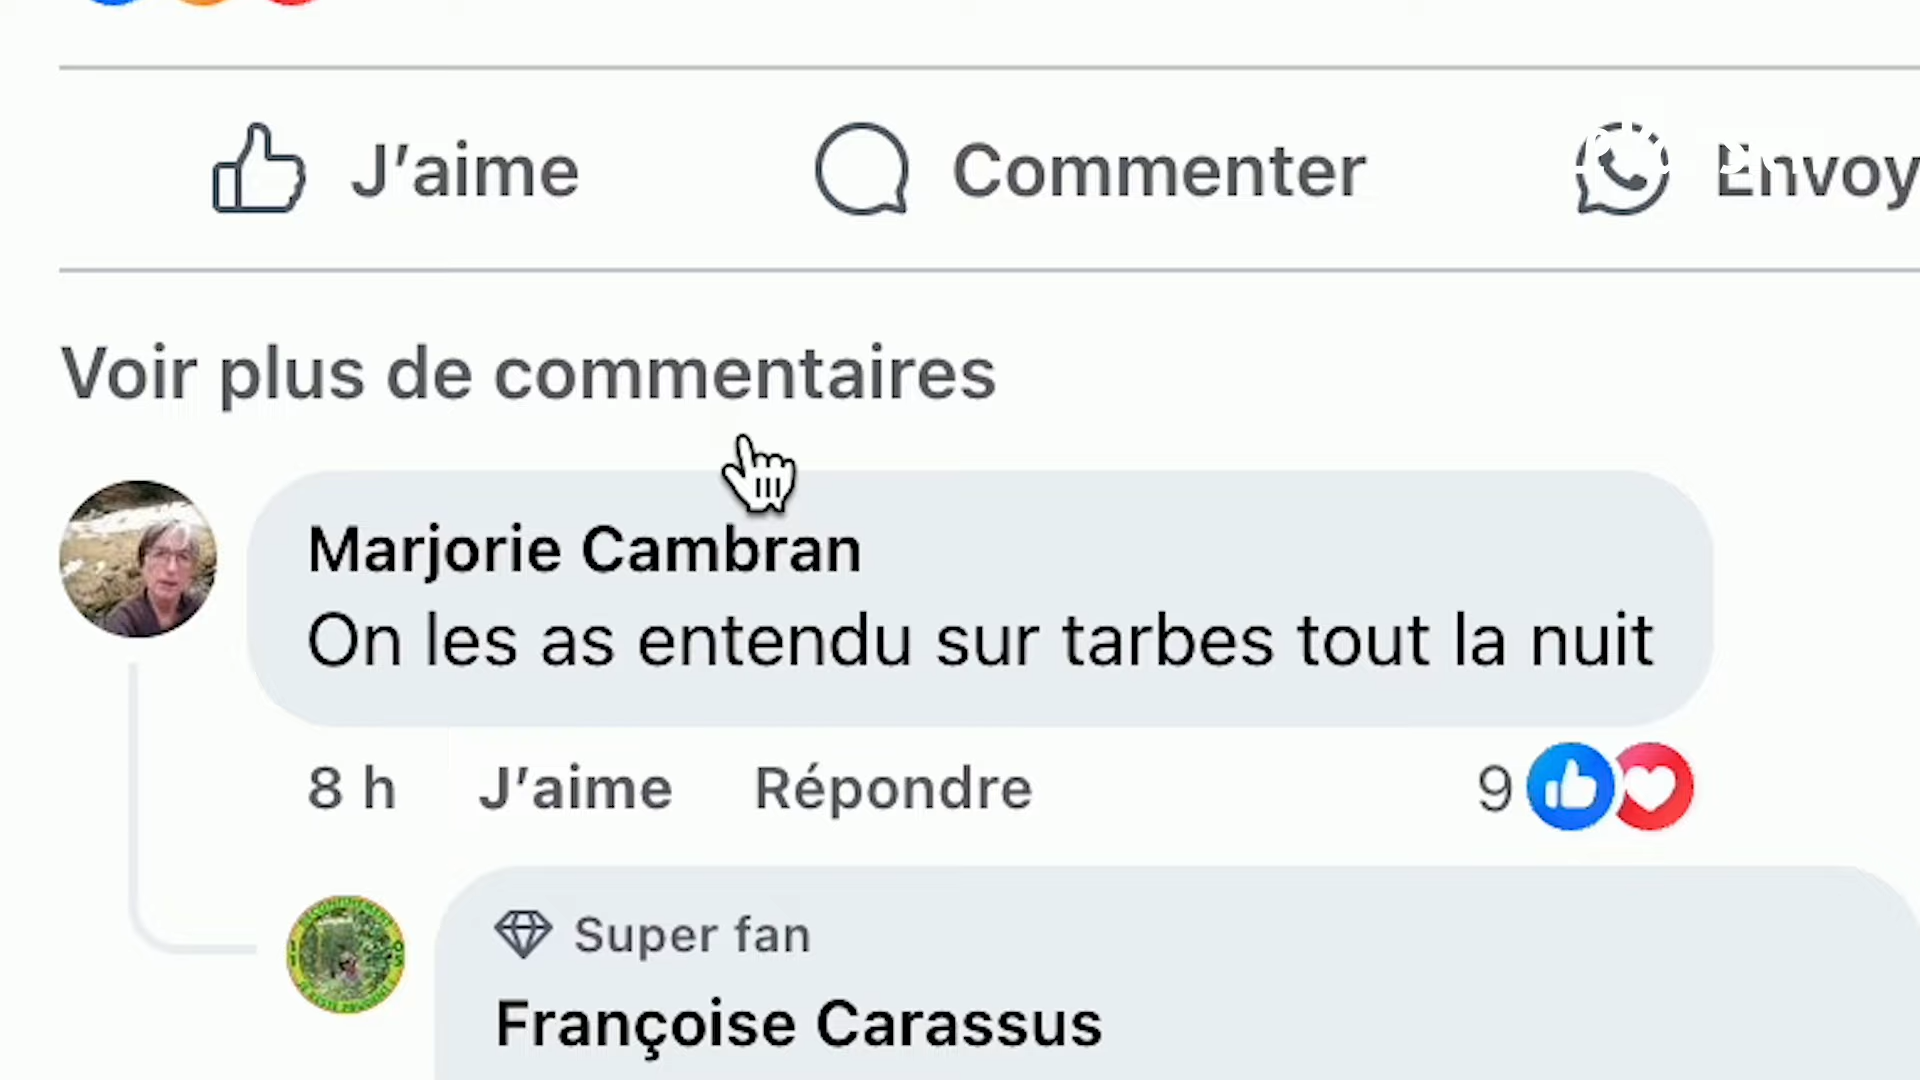 J'aime
Commenter
Envoy
Voir plus de commentaires
Marjorie Cambran
On les as entendu sur tarbes tout la nuit
8 h J'aime Répondre 9
Super fan
Françoise Carassus